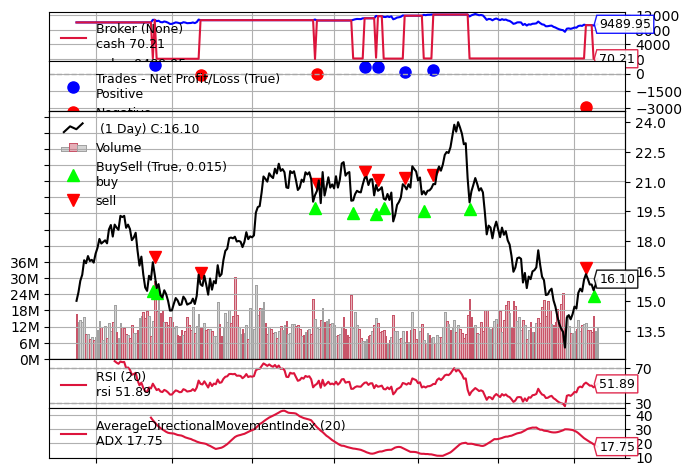 Broker (None)
cash 70.21
12000
9489.95
8000
4000
70.21
0
Trades - Net Profit/Loss (True)
Positive
Negative
0
−1500
−3000
(1 Day) C:16.10
Volume
BuySell (True, 0.015)
buy
sell
24.0
22.5
21.0
19.5
18.0
16.5
16.10
15.0
13.5
36M
30M
24M
18M
12M
6M
0M
RSI (20)
rsi 51.89
70
51.89
30
AverageDirectionalMovementIndex (20)
ADX 17.75
40
30
20
17.75
10